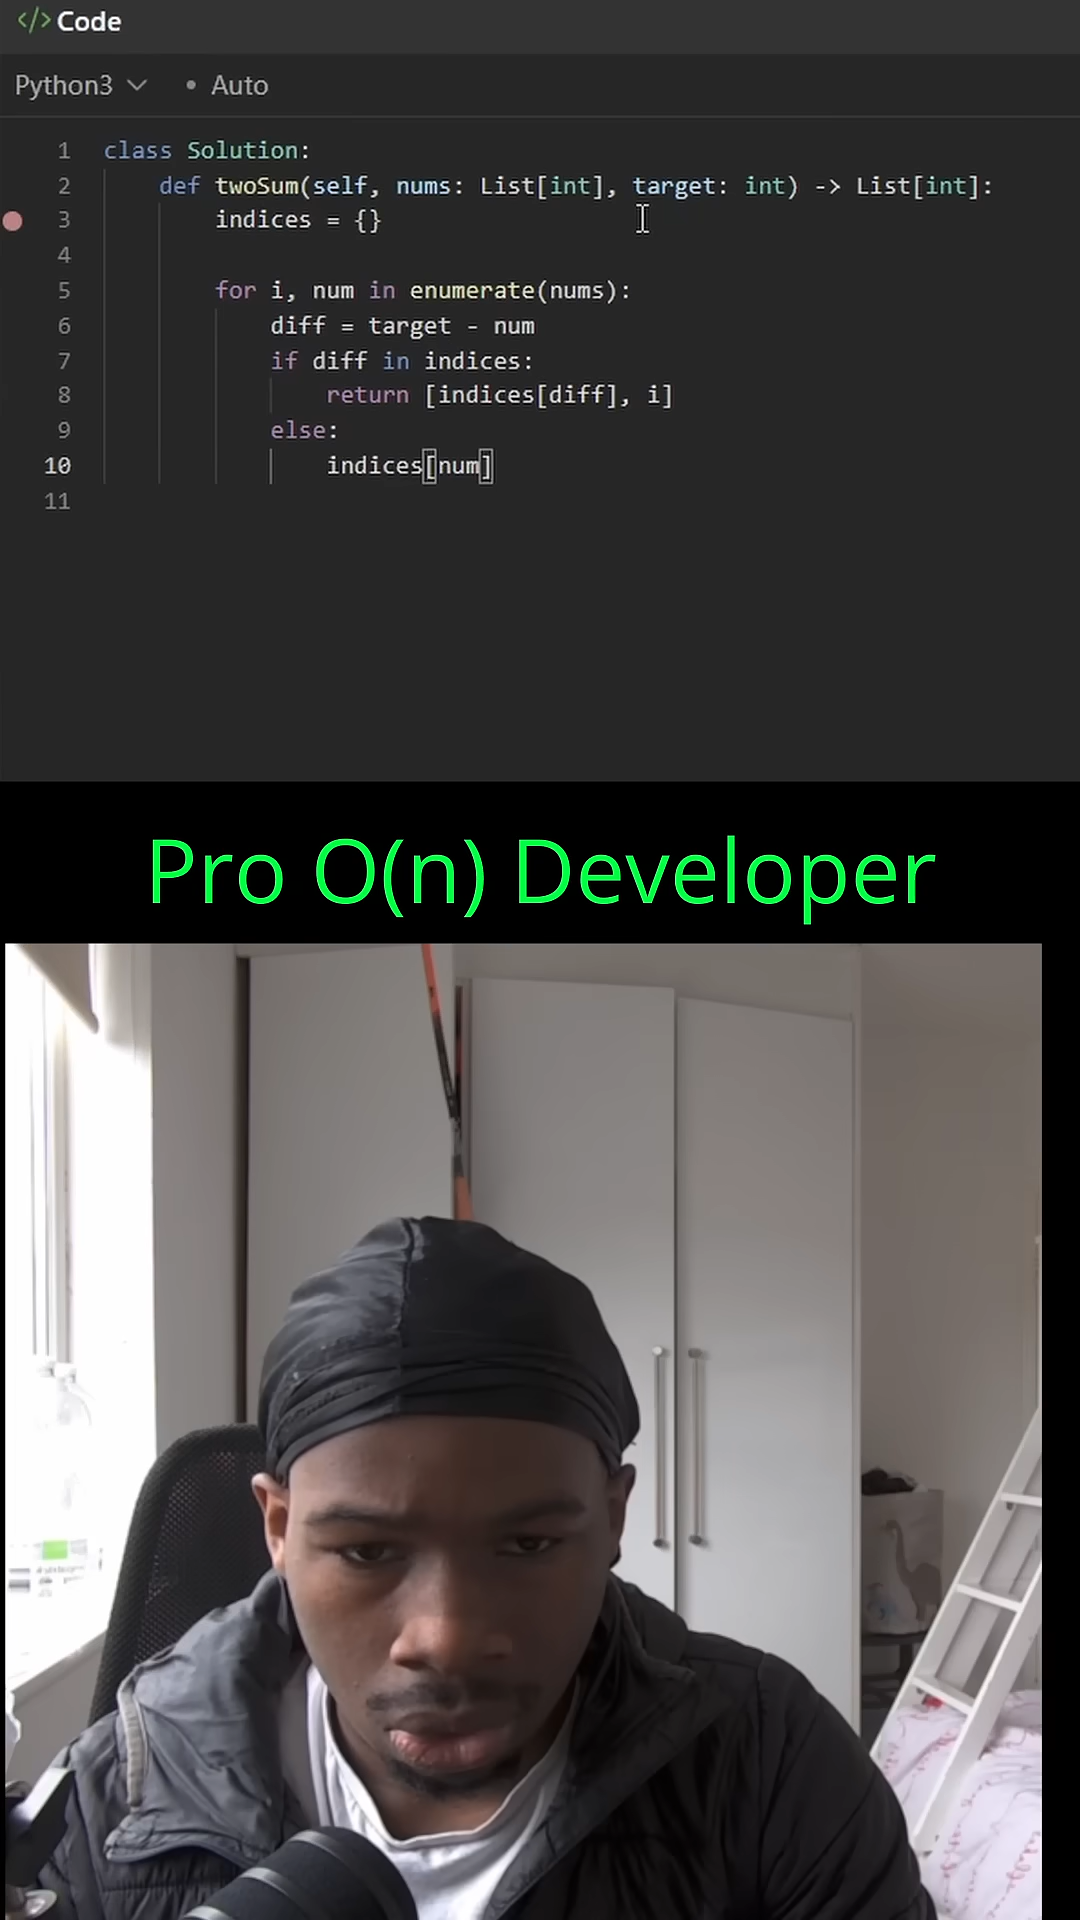 </> Code
Python3 • Auto
1 class Solution:
2 def twoSum(self, nums: List[int], target: int) -> List[int]:
3 indices = {}
4
5 for i, num in enumerate(nums):
6 diff = target - num
7 if diff in indices:
8 return [indices[diff], i]
9 else:
10 indices[num]
11
Pro O(n) Developer